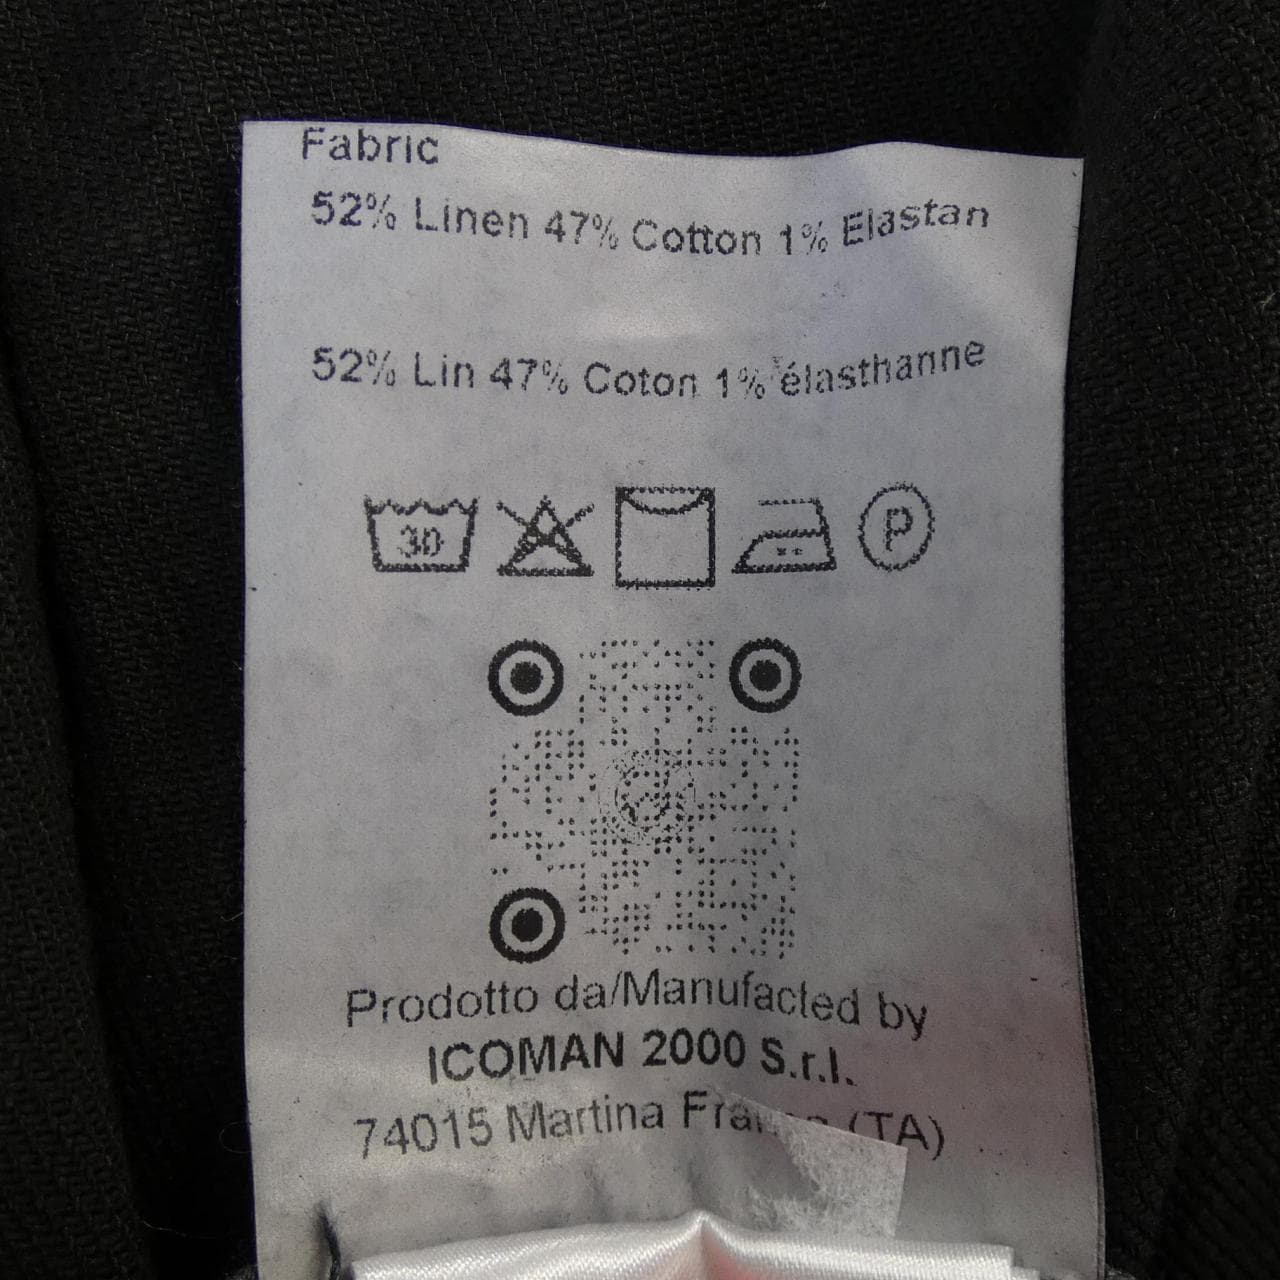 Fabric
52% Linen 47% Cotton 1% Elastan
52% Lin 47% Coton 1% élasthanne
30
P
Prodotto da/Manufacted by
ICOMAN 2000 S.r.l.
74015 Martina (TA)